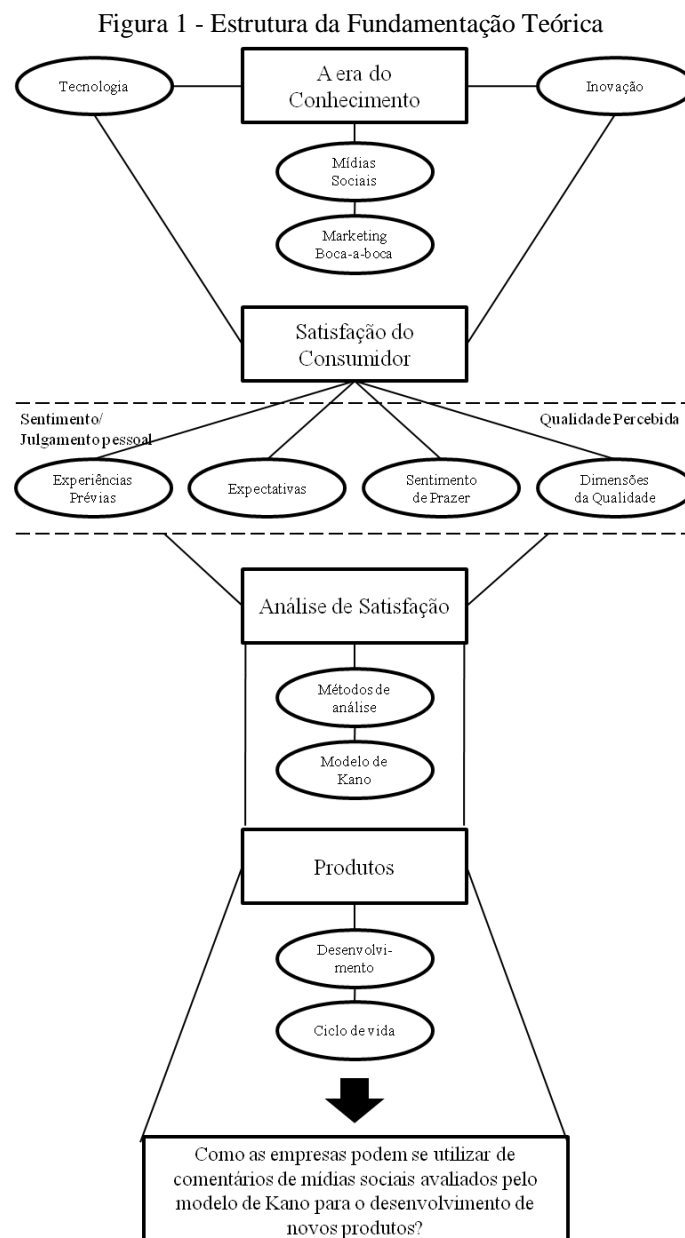 Figura 1 - Estrutura da Fundamentação Teórica
Tecnologia
A era do
Conhecimento
Inovação
Mídias
Sociais
Marketing
Boca-a-boca
Satisfação do
Consumidor
Sentimento/
Julgamento pessoal
Qualidade Percebida
Experiências
Prévias
Expectativas
Sentimento
de Prazer
Dimensões
da Qualidade
Análise de Satisfação
Métodos de
análise
Modelo de
Kano
Produtos
Desenvolvi-
mento
Ciclo de vida
Como as empresas podem se utilizar de
comentários de mídias sociais avaliados pelo
modelo de Kano para o desenvolvimento de
novos produtos?